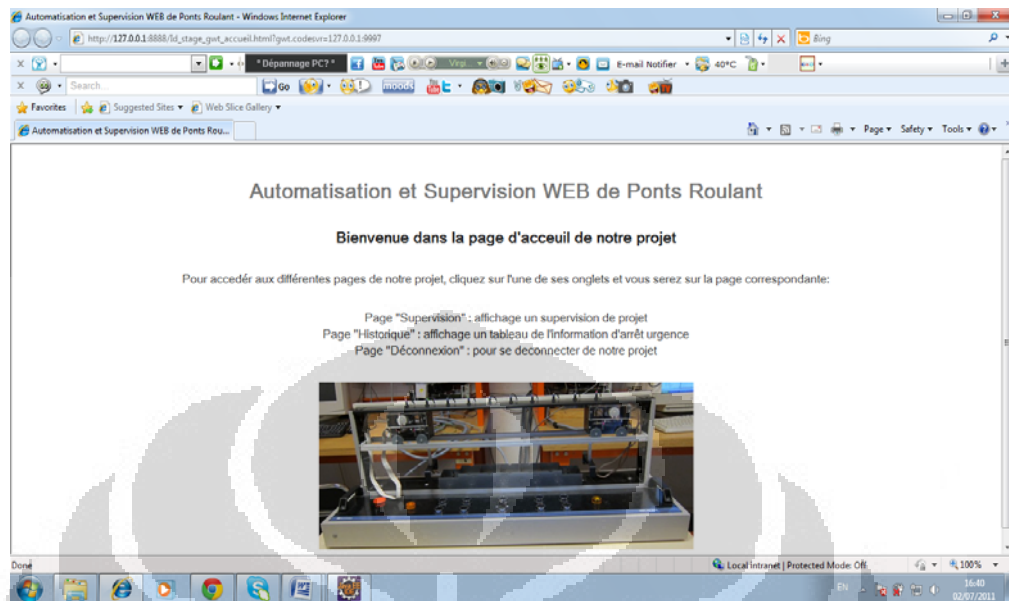 Automatisation et Supervision WEB de Ponts Roulant - Windows Internet Explorer
http://127.0.0.1:8888/Id_stage_gwt_accueil.html?gwt.codesvr=127.0.0.1:9997
Bing
* Dépannage PC? *
E-mail Notifier
40°C
Search...
Go
moods
Favorites
Suggested Sites
Web Slice Gallery
Automatisation et Supervision WEB de Ponts Rou...
Page
Safety
Tools
Automatisation et Supervision WEB de Ponts Roulant
Bienvenue dans la page d'acceuil de notre projet
Pour accedér aux différentes pages de notre projet, cliquez sur l'une de ses onglets et vous serez sur la page correspondante:
Page "Supervision" : affichage un supervision de projet
Page "Historique" : affichage un tableau de l'information d'arrêt urgence
Page "Déconnexion" : pour se deconnecter de notre projet
Done
Local intranet | Protected Mode: Off
100%
EN
16:40
02/07/2011